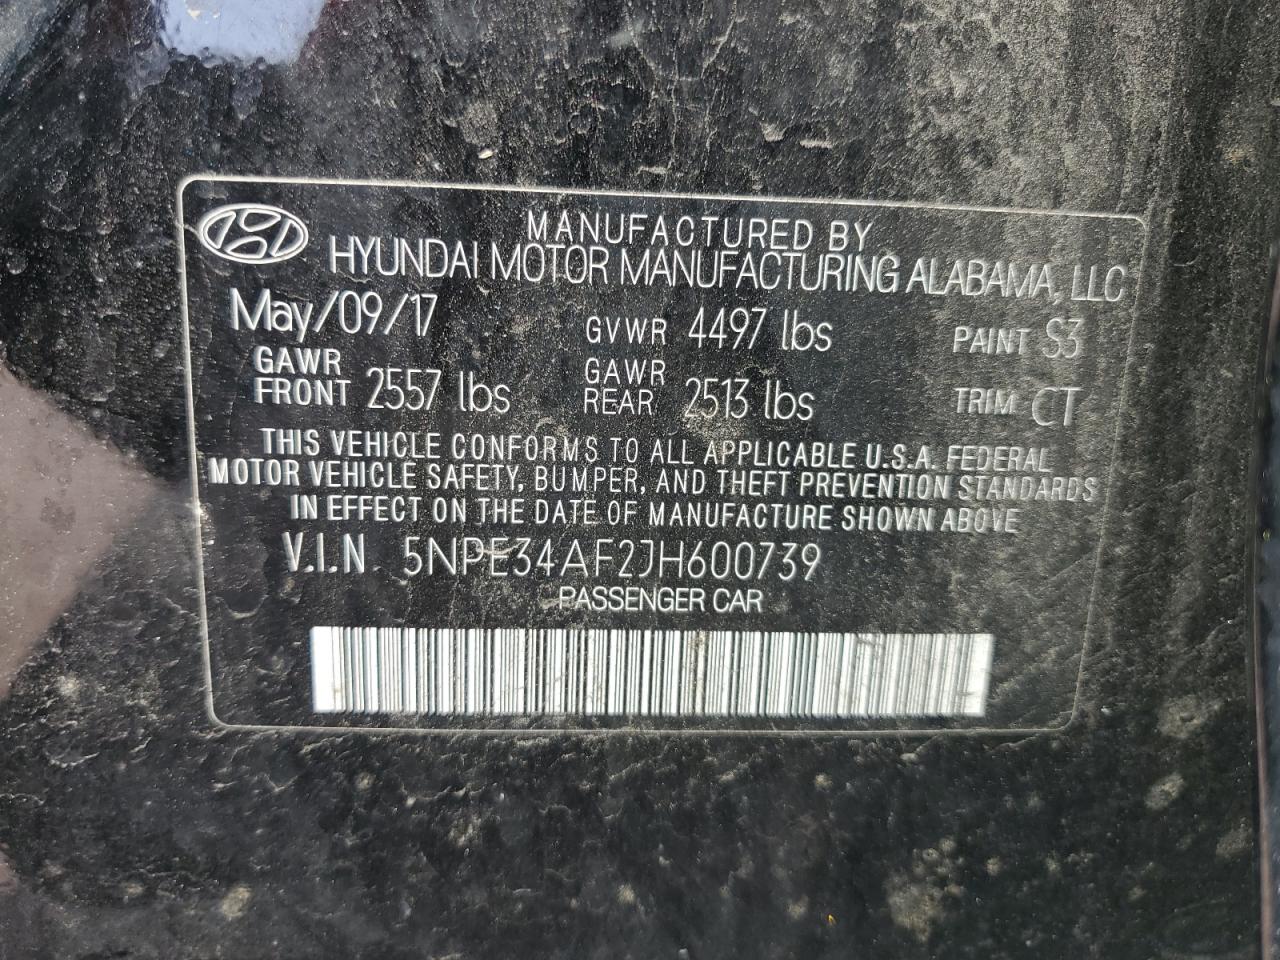 MANUFACTURED BY
HYUNDAI MOTOR MANUFACTURING ALABAMA, LLC
May/09/17 GVWR 4497 lbs PAINT S3
GAWR FRONT 2557 lbs GAWR REAR 2513 lbs TRIM CT
THIS VEHICLE CONFORMS TO ALL APPLICABLE U.S.A. FEDERAL
MOTOR VEHICLE SAFETY, BUMPER, AND THEFT PREVENTION STANDARDS
IN EFFECT ON THE DATE OF MANUFACTURE SHOWN ABOVE
V.I.N 5NPE34AF2JH600739
PASSENGER CAR